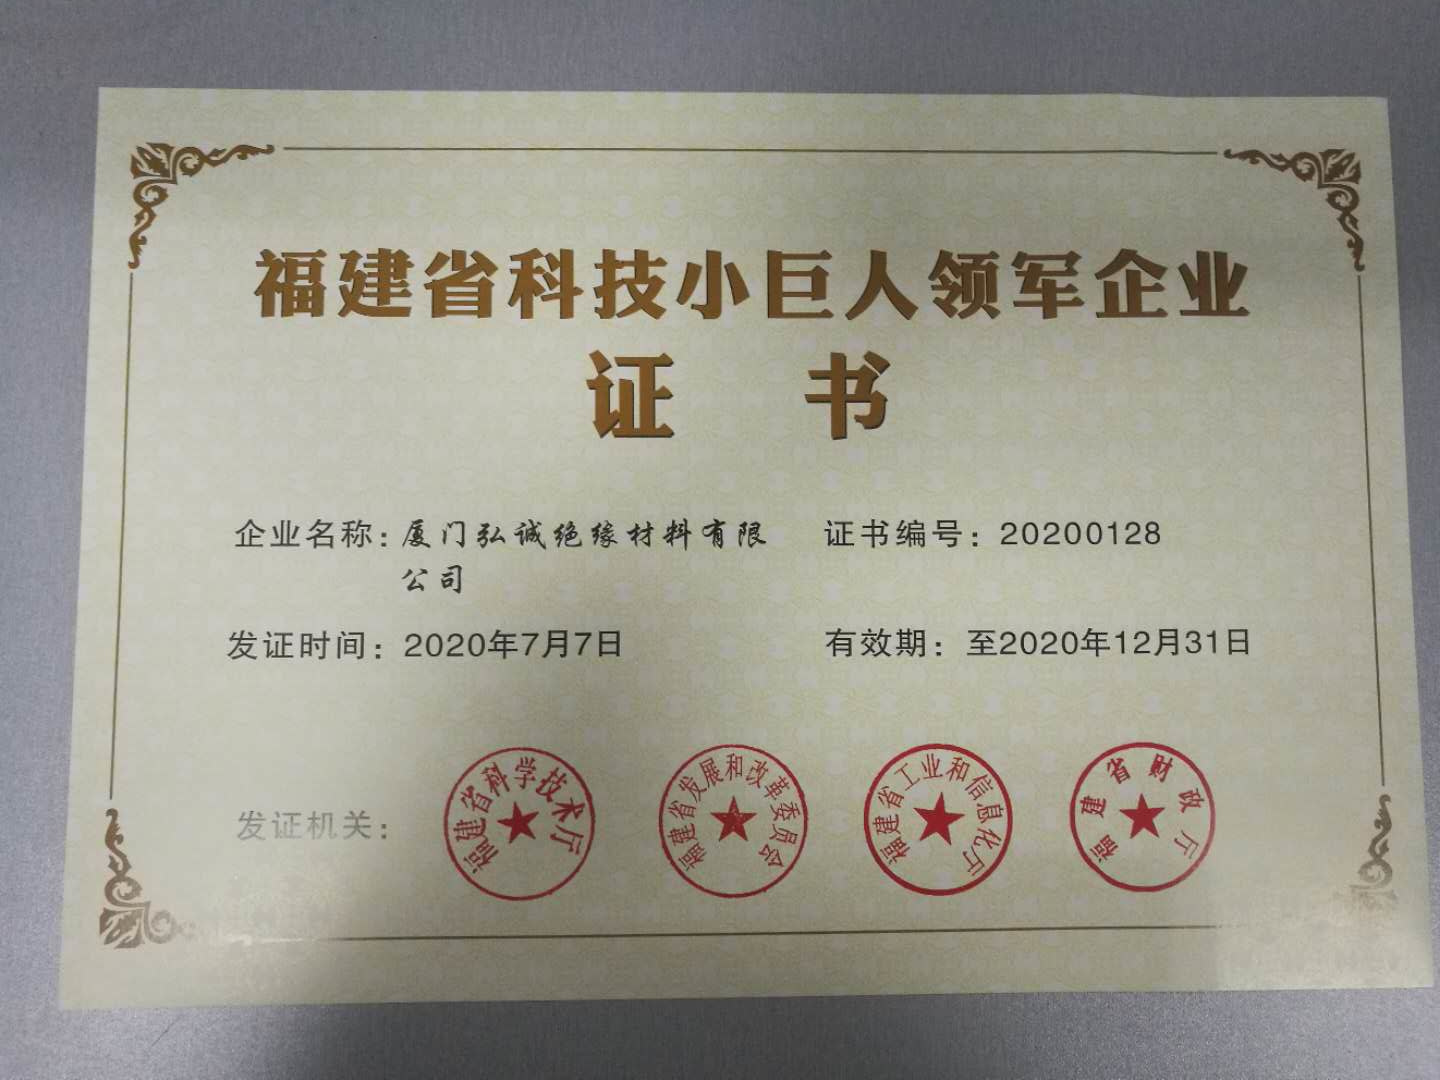 福建省科技小巨人领军企业
证书
企业名称：厦门弘诚绝缘材料有限
公司
证书编号：20200128
发证时间：2020年7月7日
有效期：至2020年12月31日
发证机关：
福建省科学技术厅
福建省发展和改革委员会
福建省工业和信息化厅
福建省财政厅